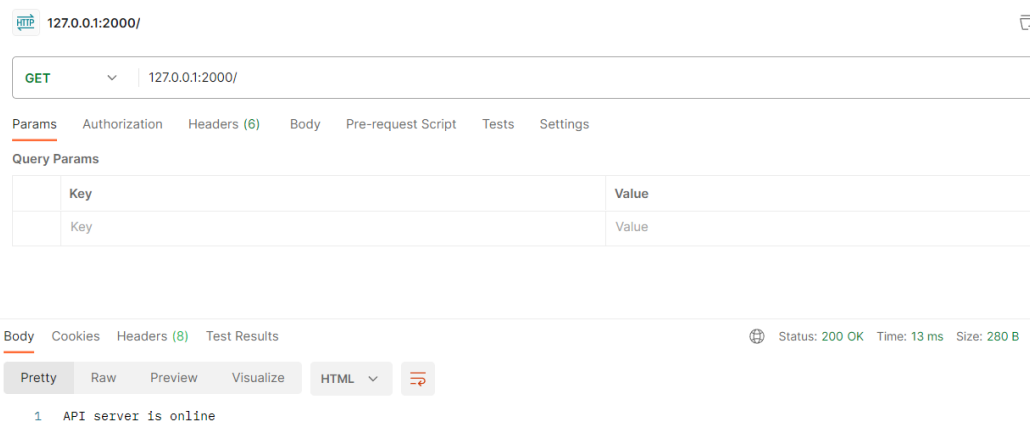 HTTP 127.0.0.1:2000/
GET 127.0.0.1:2000/
Params Authorization Headers (6) Body Pre-request Script Tests Settings
Query Params
Key Value
Key Value
Body Cookies Headers (8) Test Results Status: 200 OK Time: 13 ms Size: 280 B
Pretty Raw Preview Visualize HTML
1 API server is online